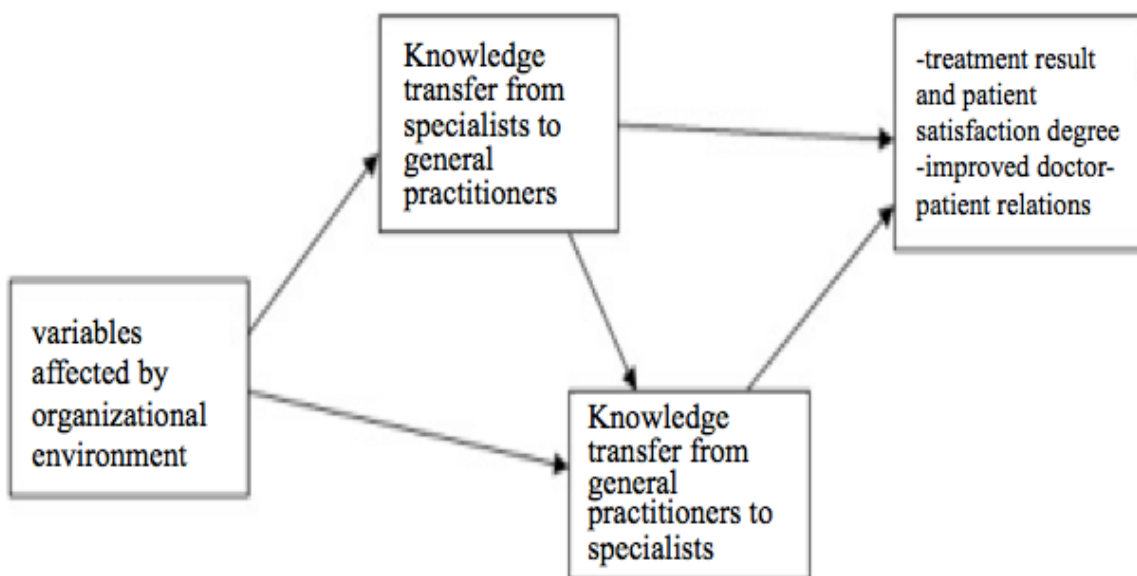 Knowledge
transfer from
specialists to
general
practitioners
-treatment result
and patient
satisfaction degree
-improved doctor-
patient relations
variables
affected by
organizational
environment
Knowledge
transfer from
general
practitioners to
specialists